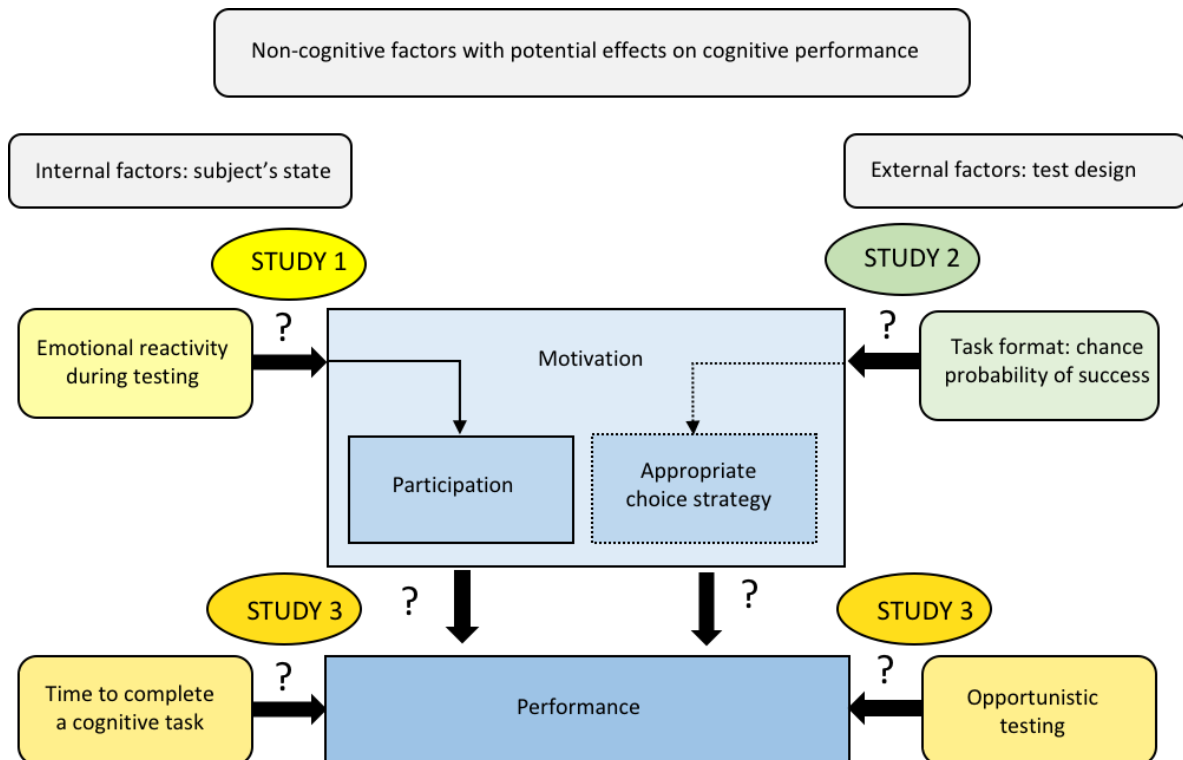 Non-cognitive factors with potential effects on cognitive performance
Internal factors: subject's state
External factors: test design
STUDY 1
STUDY 2
?
?
Emotional reactivity
during testing
Motivation
Task format: chance
probability of success
Participation
Appropriate
choice strategy
STUDY 3
?
?
STUDY 3
?
?
Time to complete
a cognitive task
Performance
Opportunistic
testing